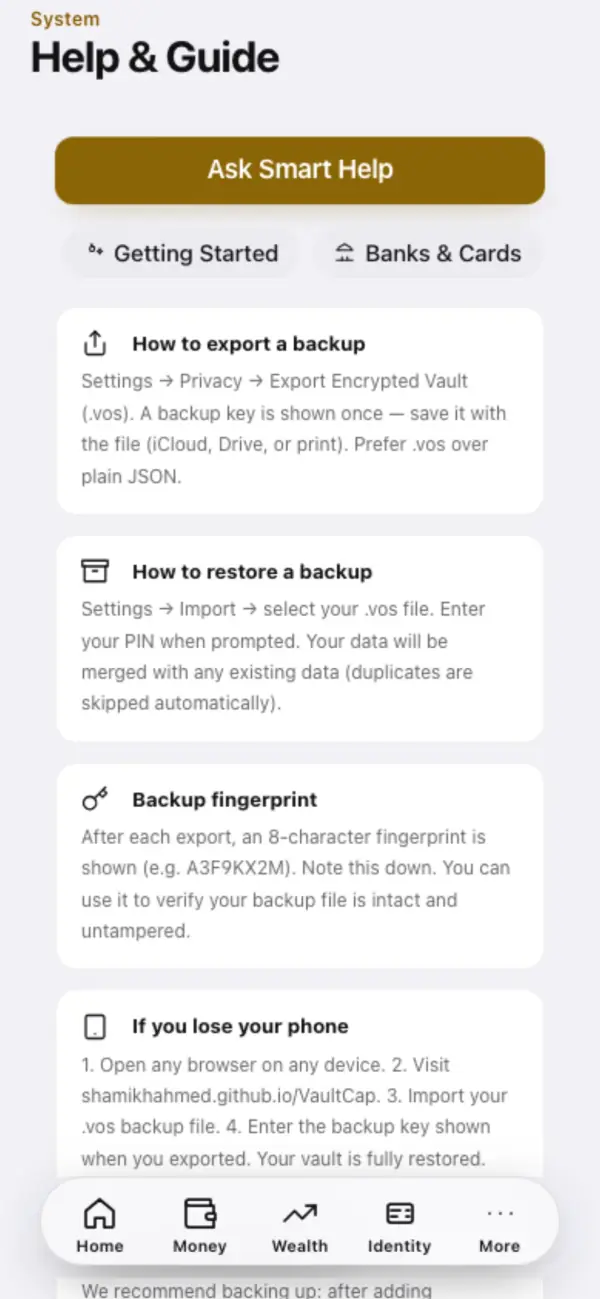 System
Help & Guide
Ask Smart Help
Getting Started
Banks & Cards
How to export a backup
Settings → Privacy → Export Encrypted Vault
(.vos). A backup key is shown once — save it with
the file (iCloud, Drive, or print). Prefer .vos over
plain JSON.
How to restore a backup
Settings → Import → select your .vos file. Enter
your PIN when prompted. Your data will be
merged with any existing data (duplicates are
skipped automatically).
Backup fingerprint
After each export, an 8-character fingerprint is
shown (e.g. A3F9KX2M). Note this down. You can
use it to verify your backup file is intact and
untampered.
If you lose your phone
1. Open any browser on any device. 2. Visit
shamikhahmed.github.io/VaultCap. 3. Import your
.vos backup file. 4. Enter the backup key shown
when you exported. Your vault is fully restored.
Home
Money
Wealth
Identity
More
We recommend backing up: after adding